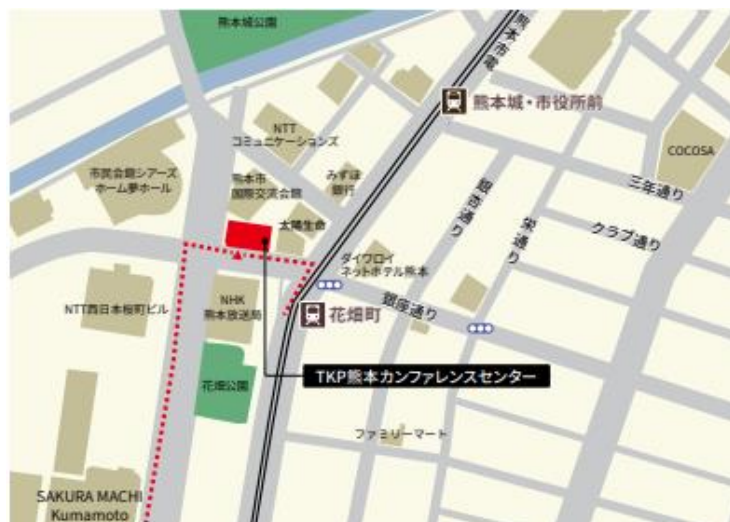 熊本城公園
熊本市電
熊本城・市役所前
NTT
コミュニケーションズ
COCOSA
市民会館シアーズ
ホーム夢ホール
熊本市
国際交流会館
みずほ
銀行
三年坂通り
銀杏通り
栄通り
クラブ通り
太陽生命
ダイワロイ
ネットホテル熊本
NTT西日本桜町ビル
NHK
熊本放送局
花畑町
銀座通り
TKP熊本カンファレンスセンター
花畑公園
ファミリーマート
SAKURA MACHI
Kumamoto